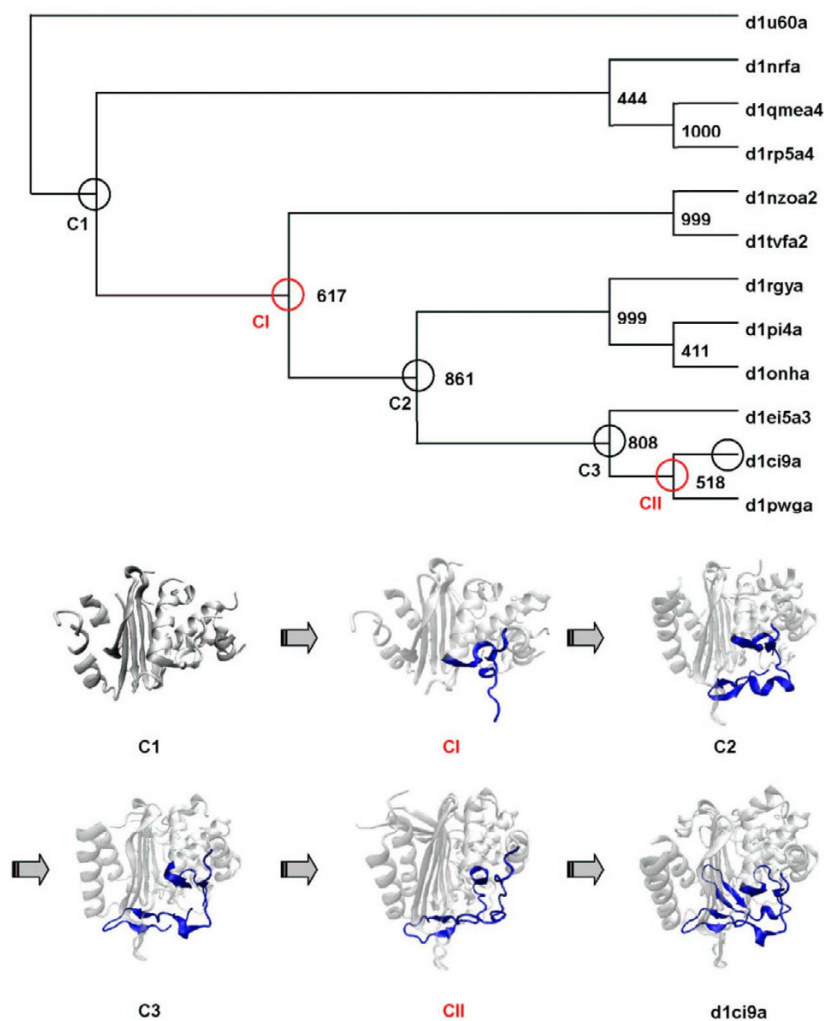 d1u60a
d1nrfa
444
d1qmea4
1000
d1rp5a4
d1nzoa2
C1
999
d1tvfa2
d1rgya
617
CI
999
d1pi4a
411
d1onha
861
C2
d1ei5a3
808
d1ci9a
C3
518
CII
d1pwga
C1
CI
C2
C3
CII
d1ci9a